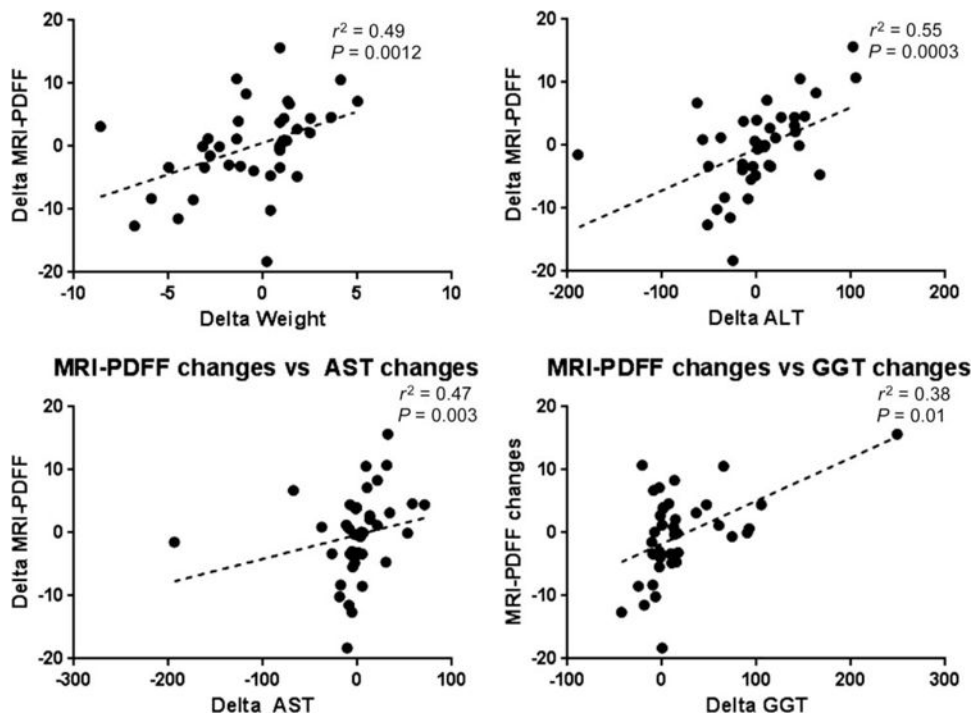 r² = 0.49
P = 0.0012
Delta MRI-PDFF
20
10
0
-10
-20
-10
-5
0
5
10
Delta Weight
r² = 0.55
P = 0.0003
Delta MRI-PDFF
20
10
0
-10
-20
-200
-100
0
100
200
Delta ALT
MRI-PDFF changes vs AST changes
r² = 0.47
P = 0.003
Delta MRI-PDFF
20
10
0
-10
-20
-300
-200
-100
0
100
Delta AST
MRI-PDFF changes vs GGT changes
r² = 0.38
P = 0.01
MRI-PDFF changes
20
10
0
-10
-20
-100
0
100
200
300
Delta GGT